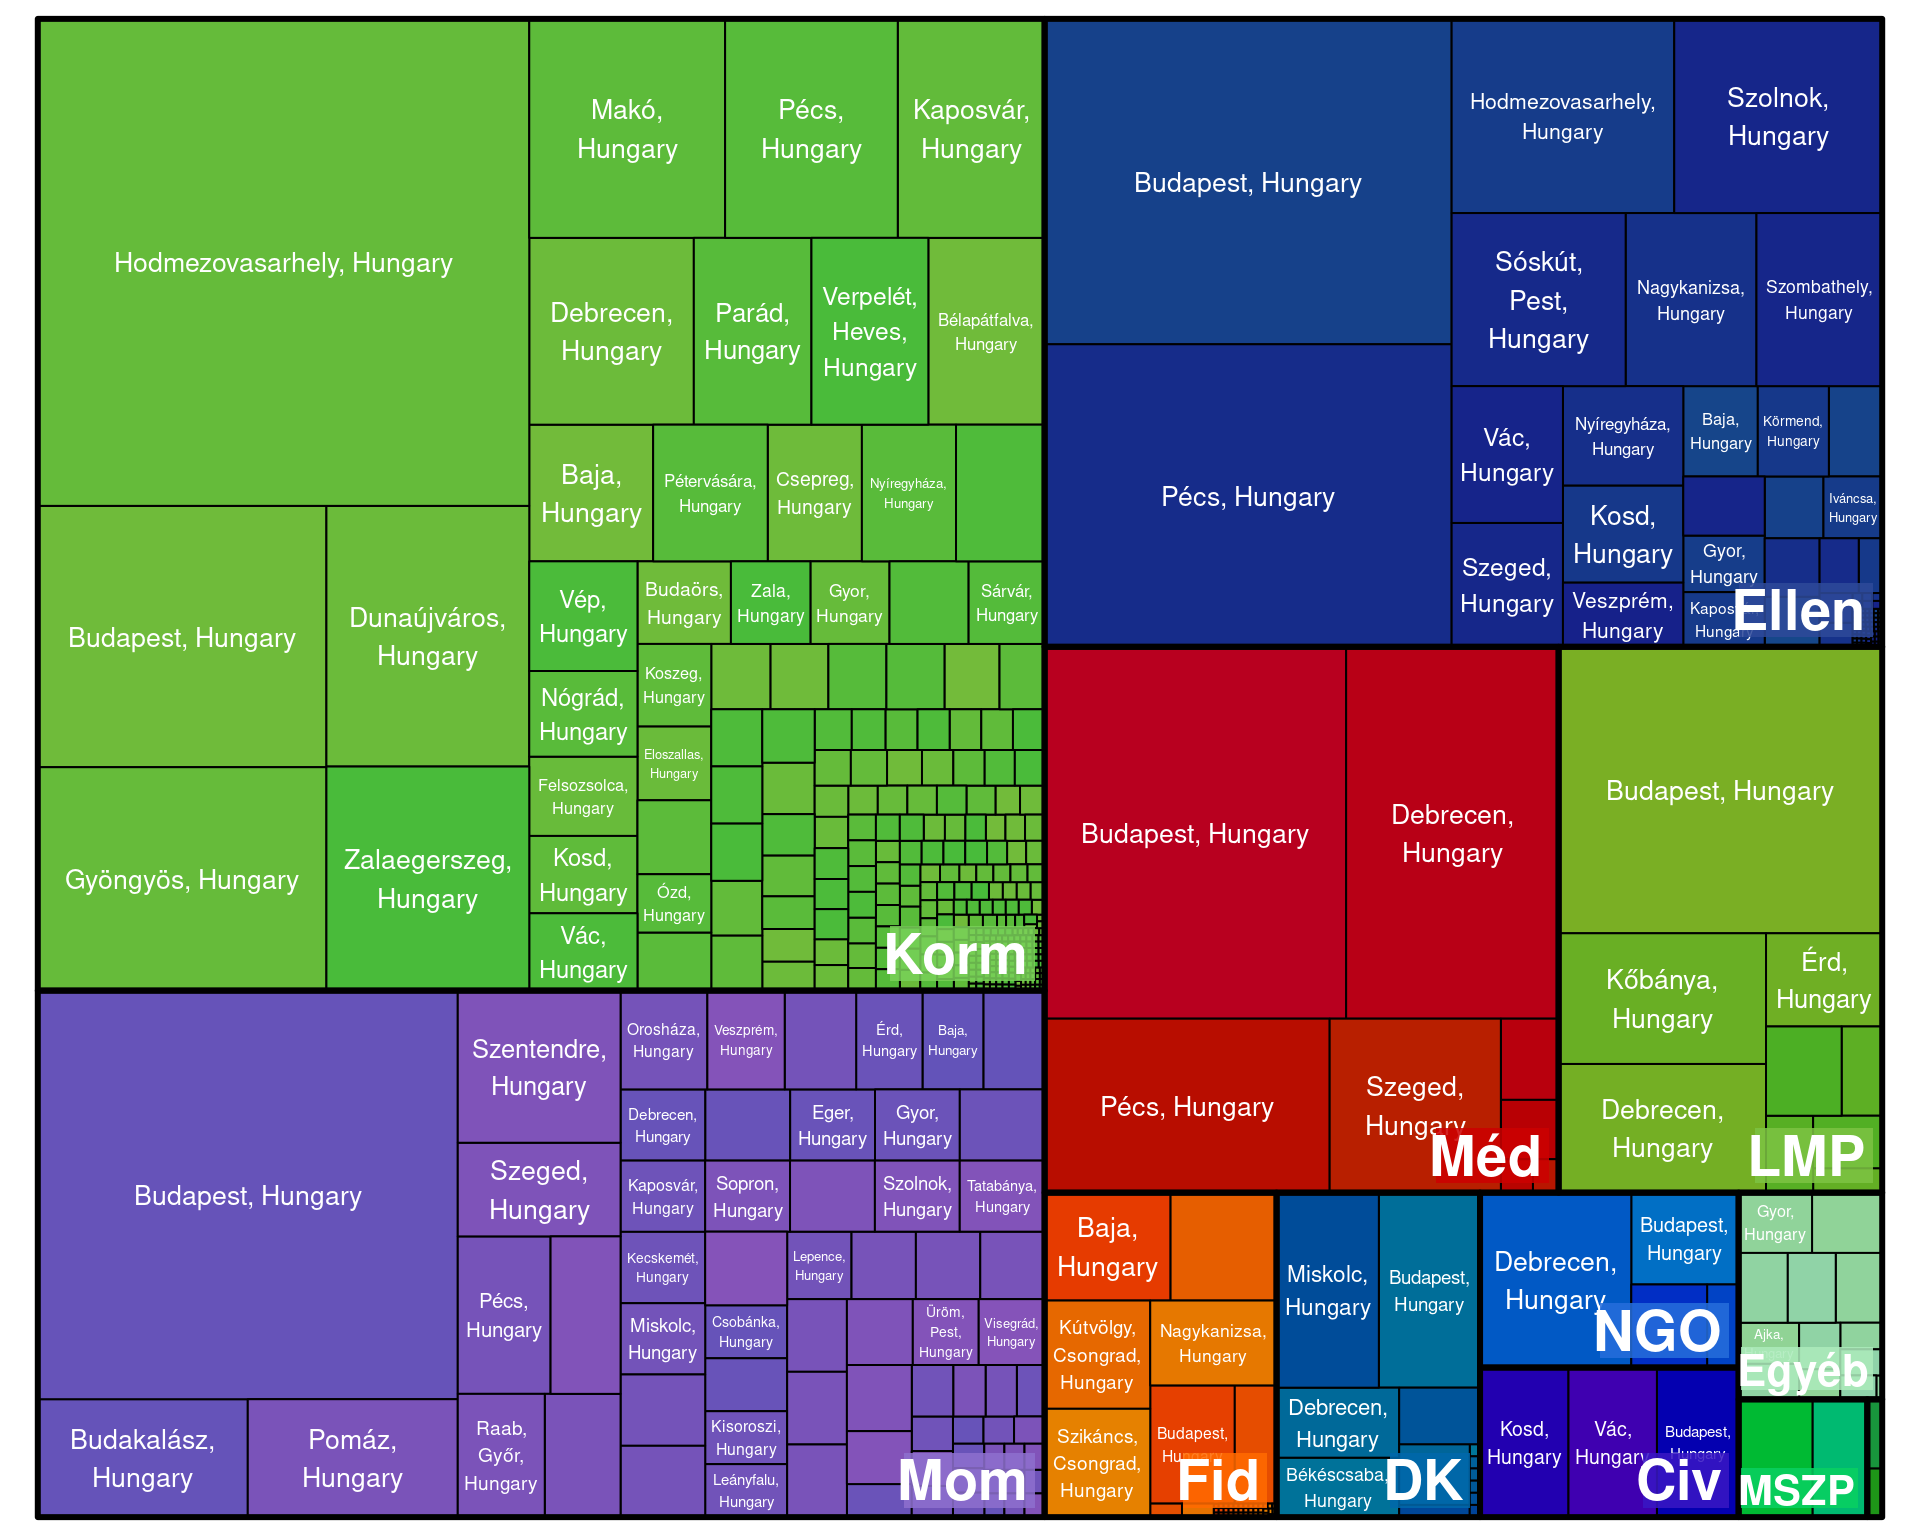 Hodmezovasarhely, Hungary
Budapest, Hungary
Dunaújváros,
Hungary
Gyöngyös, Hungary
Zalaegerszeg,
Hungary
Makó,
Hungary
Pécs,
Hungary
Kaposvár,
Hungary
Debrecen,
Hungary
Parád,
Hungary
Verpelét,
Heves,
Hungary
Bélapátfalva,
Hungary
Baja,
Hungary
Pétervására,
Hungary
Csepreg,
Hungary
Nyíregyháza,
Hungary
Vép,
Hungary
Budaörs,
Hungary
Zala,
Hungary
Gyor,
Hungary
Sárvár,
Hungary
Nógrád,
Hungary
Koszeg,
Hungary
Eloszallas,
Hungary
Felsozsolca,
Hungary
Kosd,
Hungary
Ózd,
Hungary
Vác,
Hungary
Korm
Budapest, Hungary
Pécs, Hungary
Hodmezovasarhely,
Hungary
Szolnok,
Hungary
Sóskút,
Pest,
Hungary
Nagykanizsa,
Hungary
Szombathely,
Hungary
Vác,
Hungary
Nyíregyháza,
Hungary
Baja,
Hungary
Körmend,
Hungary
Iváncsa,
Hungary
Kosd,
Hungary
Gyor,
Hungary
Szeged,
Hungary
Veszprém,
Hungary
Kapos
Hungary
Ellen
Budapest, Hungary
Debrecen,
Hungary
Pécs, Hungary
Szeged,
Hungary
Méd
Budapest, Hungary
Kőbánya,
Hungary
Érd,
Hungary
Debrecen,
Hungary
LMP
Budapest, Hungary
Budakalász,
Hungary
Pomáz,
Hungary
Szentendre,
Hungary
Szeged,
Hungary
Pécs,
Hungary
Raab,
Győr,
Hungary
Orosháza,
Hungary
Veszprém,
Hungary
Érd,
Hungary
Baja,
Hungary
Debrecen,
Hungary
Eger,
Hungary
Gyor,
Hungary
Kaposvár,
Hungary
Sopron,
Hungary
Szolnok,
Hungary
Tatabánya,
Hungary
Kecskemét,
Hungary
Lepence,
Hungary
Miskolc,
Hungary
Csobánka,
Hungary
Üröm,
Pest,
Hungary
Visegrád,
Hungary
Kisoroszi,
Hungary
Leányfalu,
Hungary
Mom
Baja,
Hungary
Kútvölgy,
Csongrad,
Hungary
Nagykanizsa,
Hungary
Szikáncs,
Csongrad,
Hungary
Budapest,
Hungary
Fid
Miskolc,
Hungary
Budapest,
Hungary
Debrecen,
Hungary
Békéscsaba,
Hungary
DK
Debrecen,
Hungary
Budapest,
Hungary
NGO
Kosd,
Hungary
Vác,
Hungary
Budapest,
Hungary
Civ
Gyor,
Hungary
Ajka,
Egyéb
MSZP